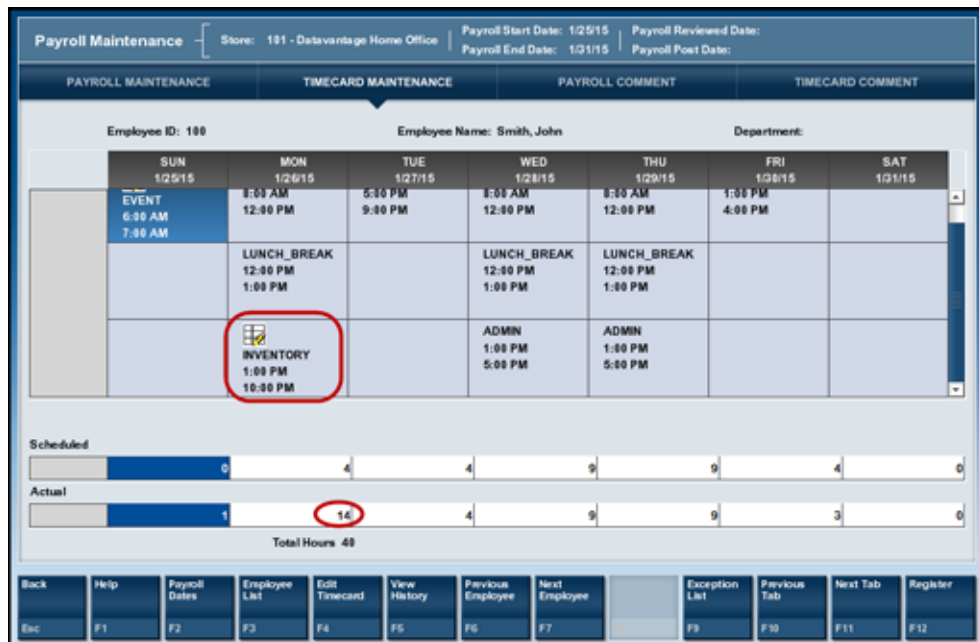 Payroll Maintenance
Store: 101 - Datavantage Home Office
Payroll Start Date: 1/25/15
Payroll End Date: 1/31/15
Payroll Reviewed Date:
Payroll Post Date:
PAYROLL MAINTENANCE TIMECARD MAINTENANCE PAYROLL COMMENT TIMECARD COMMENT
Employee ID: 100 Employee Name: Smith, John Department:
SUN MON TUE WED THU FRI SAT
1/25/15 1/26/15 1/27/15 1/28/15 1/29/15 1/30/15 1/31/15
EVENT
6:00 AM
7:00 AM
8:00 AM
12:00 PM
5:00 PM
9:00 PM
8:00 AM
12:00 PM
8:00 AM
12:00 PM
1:00 PM
4:00 PM
LUNCH_BREAK
12:00 PM
1:00 PM
LUNCH_BREAK
12:00 PM
1:00 PM
LUNCH_BREAK
12:00 PM
1:00 PM
INVENTORY
1:00 PM
10:00 PM
ADMIN
1:00 PM
5:00 PM
ADMIN
1:00 PM
5:00 PM
Scheduled
0 4 4 9 9 4 0
Actual
1 14 4 9 9 3 0
Total Hours 40
Back Help Payroll Dates Employee List Edit Timecard View History Previous Employee Next Employee Exception List Previous Tab Next Tab Register
Esc F1 F2 F3 F4 F5 F6 F7 F9 F10 F11 F12